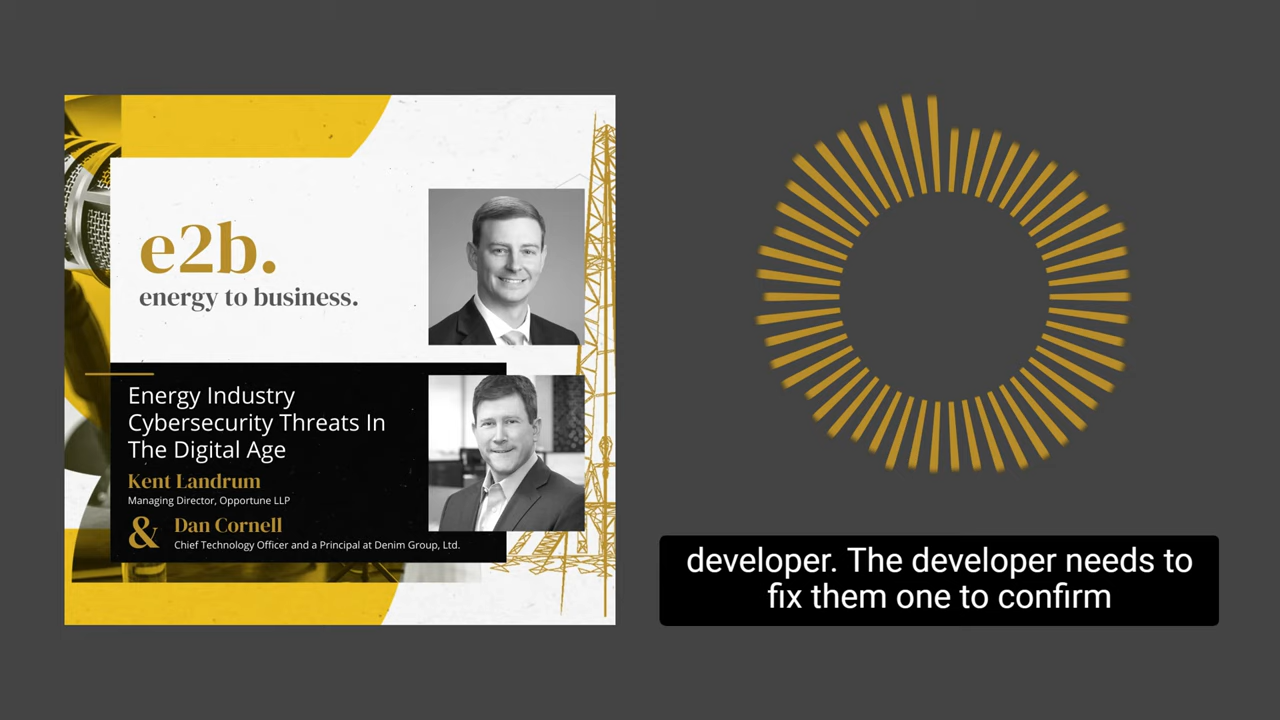 e2b.
energy to business.
Energy Industry
Cybersecurity Threats In
The Digital Age
Kent Landrum
Managing Director, Opportune LLP
& Dan Cornell
Chief Technology Officer and a Principal at Denim Group, Ltd.
developer. The developer needs to
fix them one to confirm